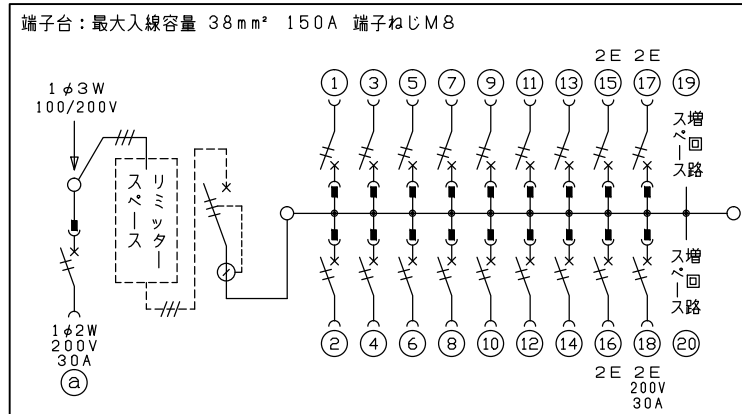 端子台：最大入線容量 38mm² 150A 端子ねじM8
2E 2E
1 3 5 7 9 11 13 15 17 19
1φ3W
100/200V
リミッター
スペース
増回路
スペース
増回路
スペース
1φ2W
200V
30A
a
2 4 6 8 10 12 14 16 18 20
2E 2E
200V
30A